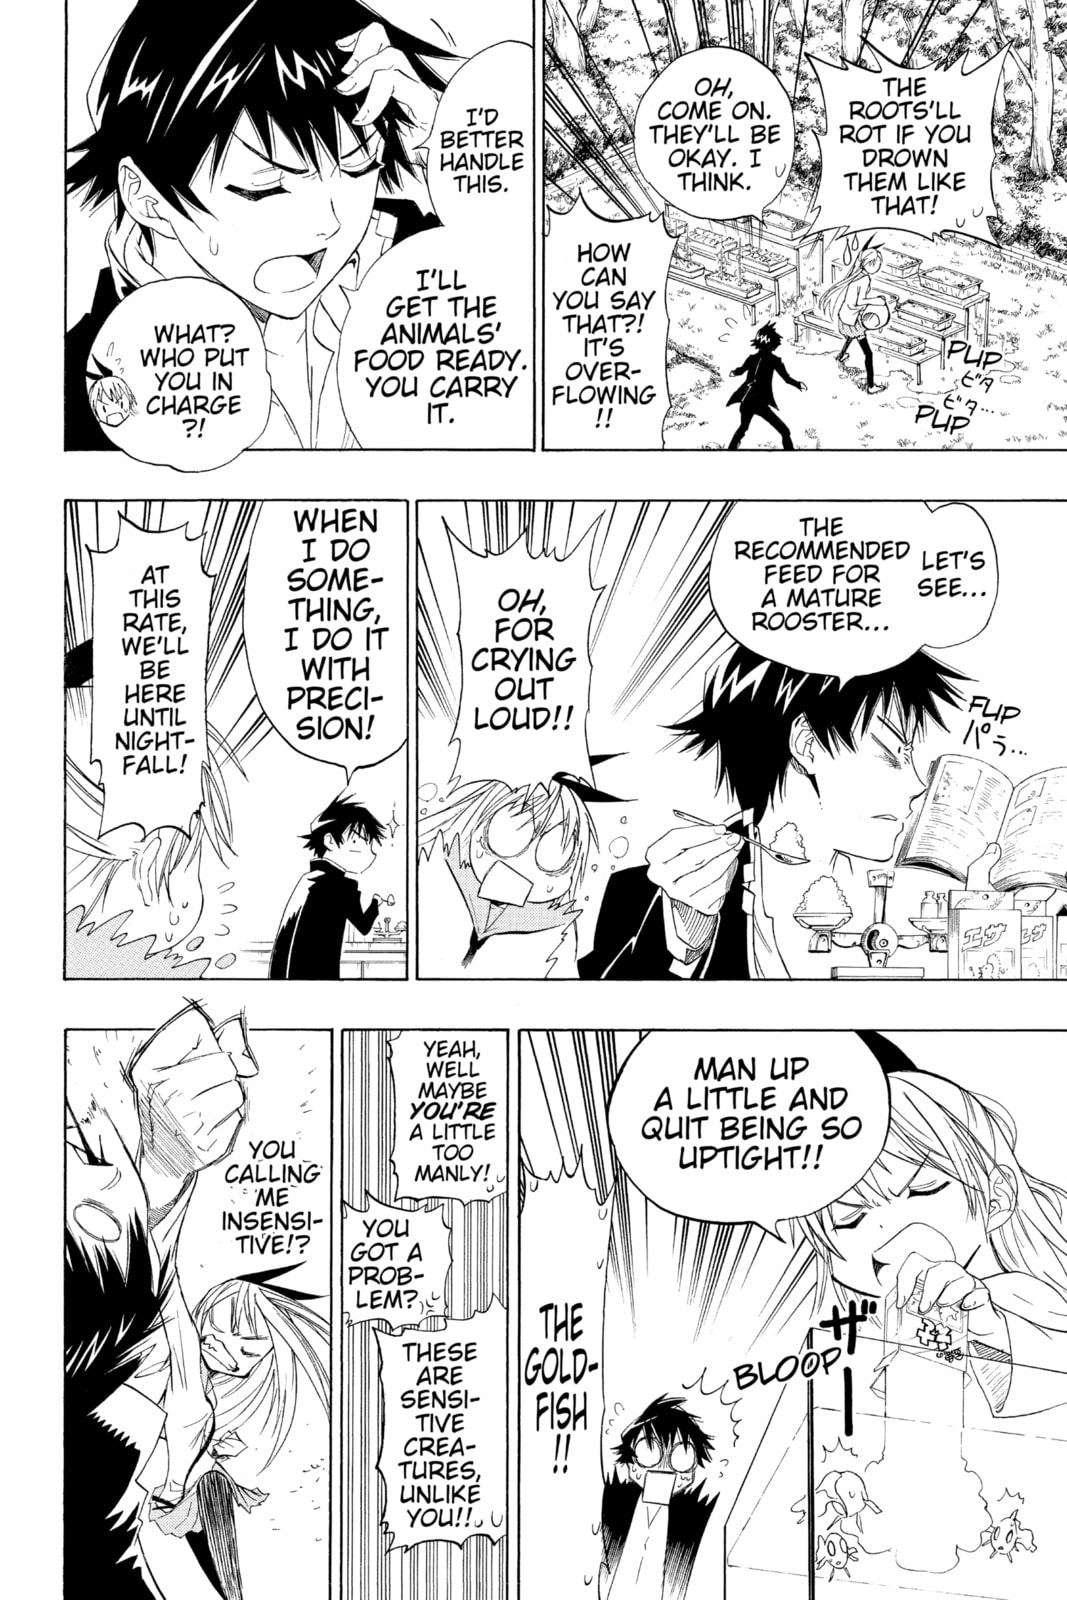 THE
ROOTS'LL
ROT IF YOU
DROWN
THEM LIKE
THAT!
OH,
COME ON.
THEY'LL BE
OKAY. I
THINK.
HOW
CAN
YOU SAY
THAT?!
IT'S
OVER-
FLOWING
!!
PLIP
ビタ
ビタ…
PLIP
I'D
BETTER
HANDLE
THIS.
I'LL
GET THE
ANIMALS'
FOOD READY.
YOU CARRY
IT.
WHAT?
WHO PUT
YOU IN
CHARGE
?!
LET'S
SEE...
THE
RECOMMENDED
FEED FOR
A MATURE
ROOSTER...
FLIP
パラ…
エサ
OH,
FOR
CRYING
OUT
LOUD!!
WHEN
I DO
SOME-
THING,
I DO IT
WITH
PRECI-
SION!
AT
THIS
RATE,
WE'LL
BE
HERE
UNTIL
NIGHT-
FALL!
MAN UP
A LITTLE AND
QUIT BEING SO
UPTIGHT!!
BLOOP
ザー
THE
GOLD-
FISH
!!
YEAH,
WELL
MAYBE
YOU'RE
A LITTLE
TOO
MANLY!
YOU
GOT A
PROB-
LEM?
THESE
ARE
SENSI-
TIVE
CREA-
TURES,
UNLIKE
YOU!!
YOU
CALLING
ME
INSENSI-
TIVE!?